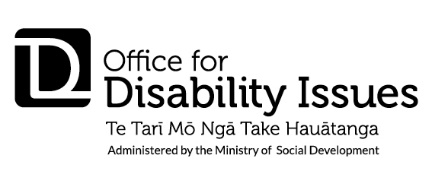 D
Office for
Disability Issues
Te Tarī Mō Ngā Take Hauātanga
Administered by the Ministry of Social Development